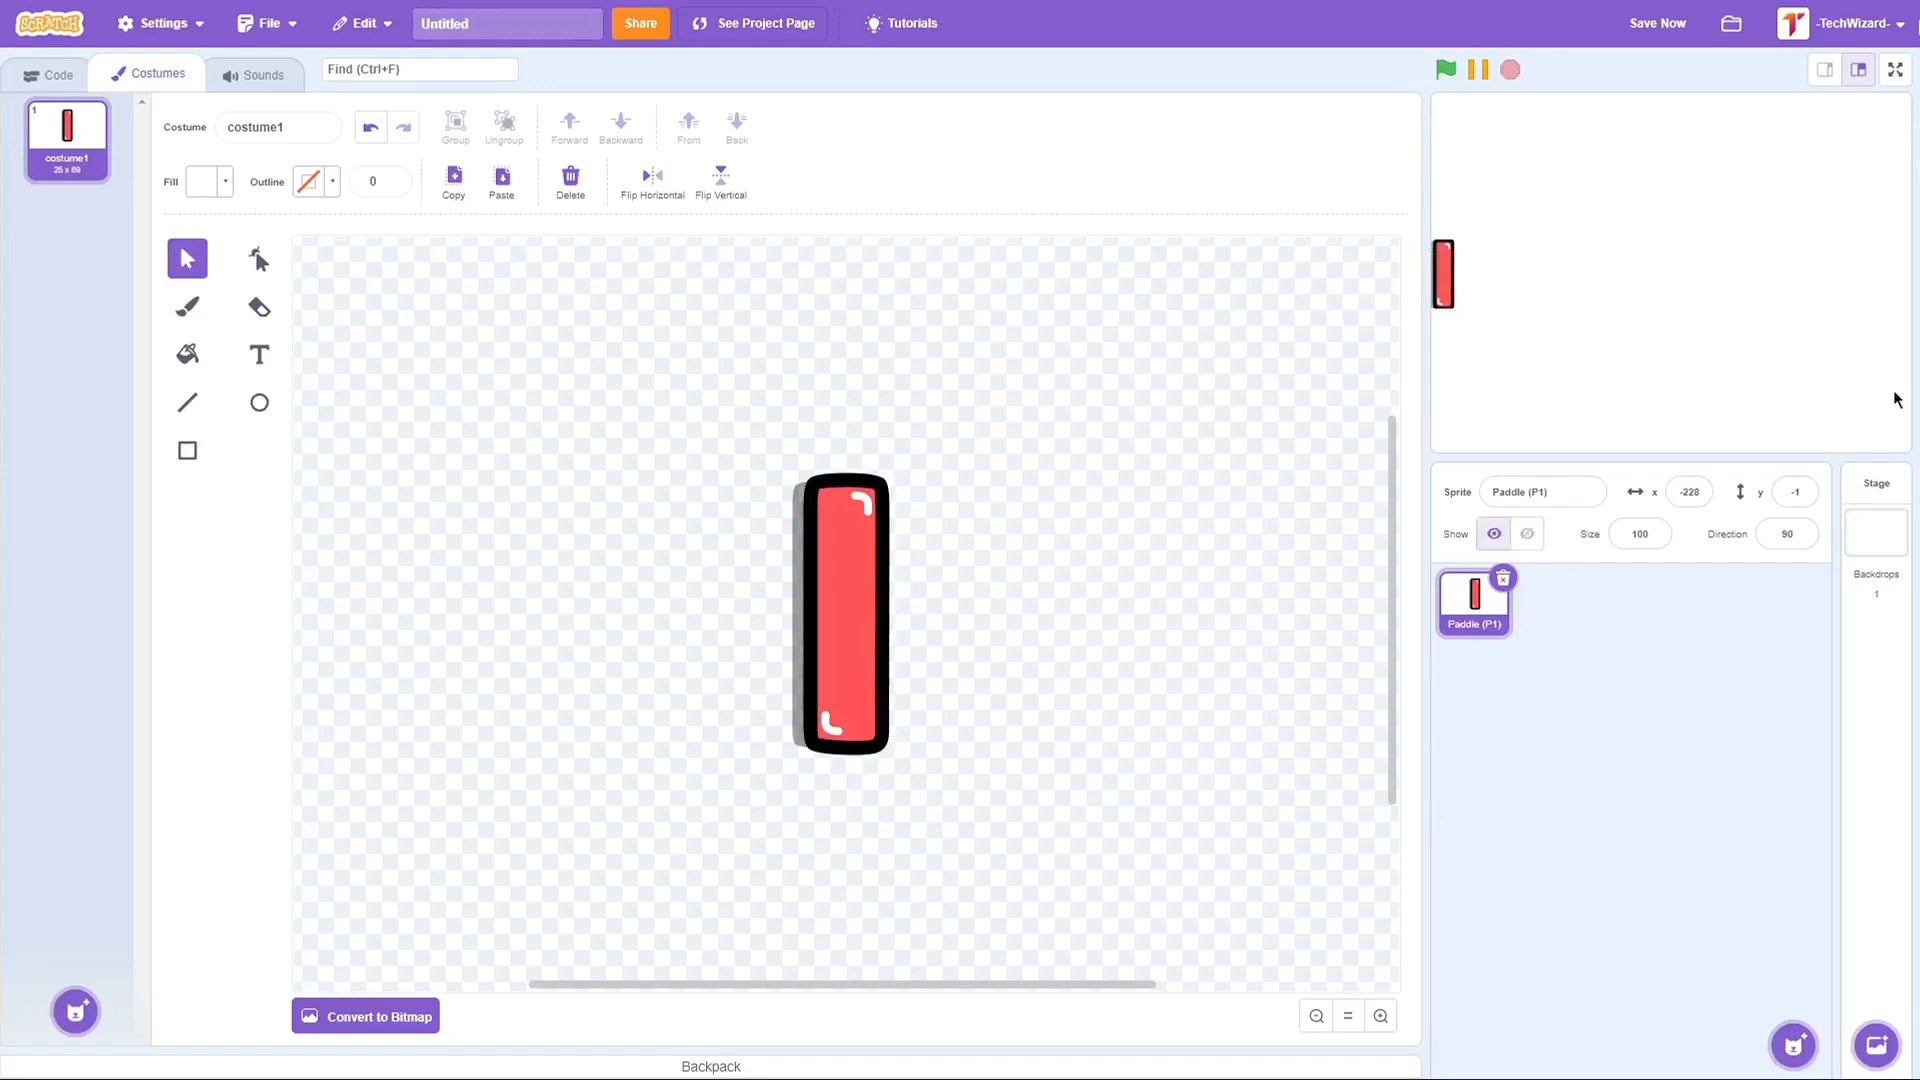 SCRATCH
Settings
File
Edit
Untitled
Share
See Project Page
Tutorials
Save Now
-TechWizard-
Code
Costumes
Sounds
Find (Ctrl+F)
1
costume1
25 x 69
Costume
costume1
Group
Ungroup
Forward
Backward
Front
Back
Fill
Outline
0
Copy
Paste
Delete
Flip Horizontal
Flip Vertical
T
Convert to Bitmap
Backpack
Sprite
Paddle (P1)
x
-228
y
-1
Show
Size
100
Direction
90
Paddle (P1)
Stage
Backdrops
1